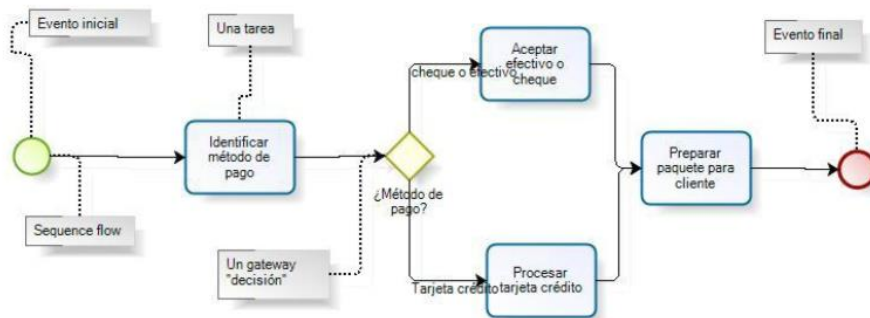 Evento inicial
Una tarea
Aceptar
efectivo o
cheque
Evento final
cheque o efectivo
Identificar
método de
pago
¿Método de
pago?
Preparar
paquete para
cliente
Sequence flow
Un gateway
"decisión"
Tarjeta crédito
Procesar
tarjeta crédito